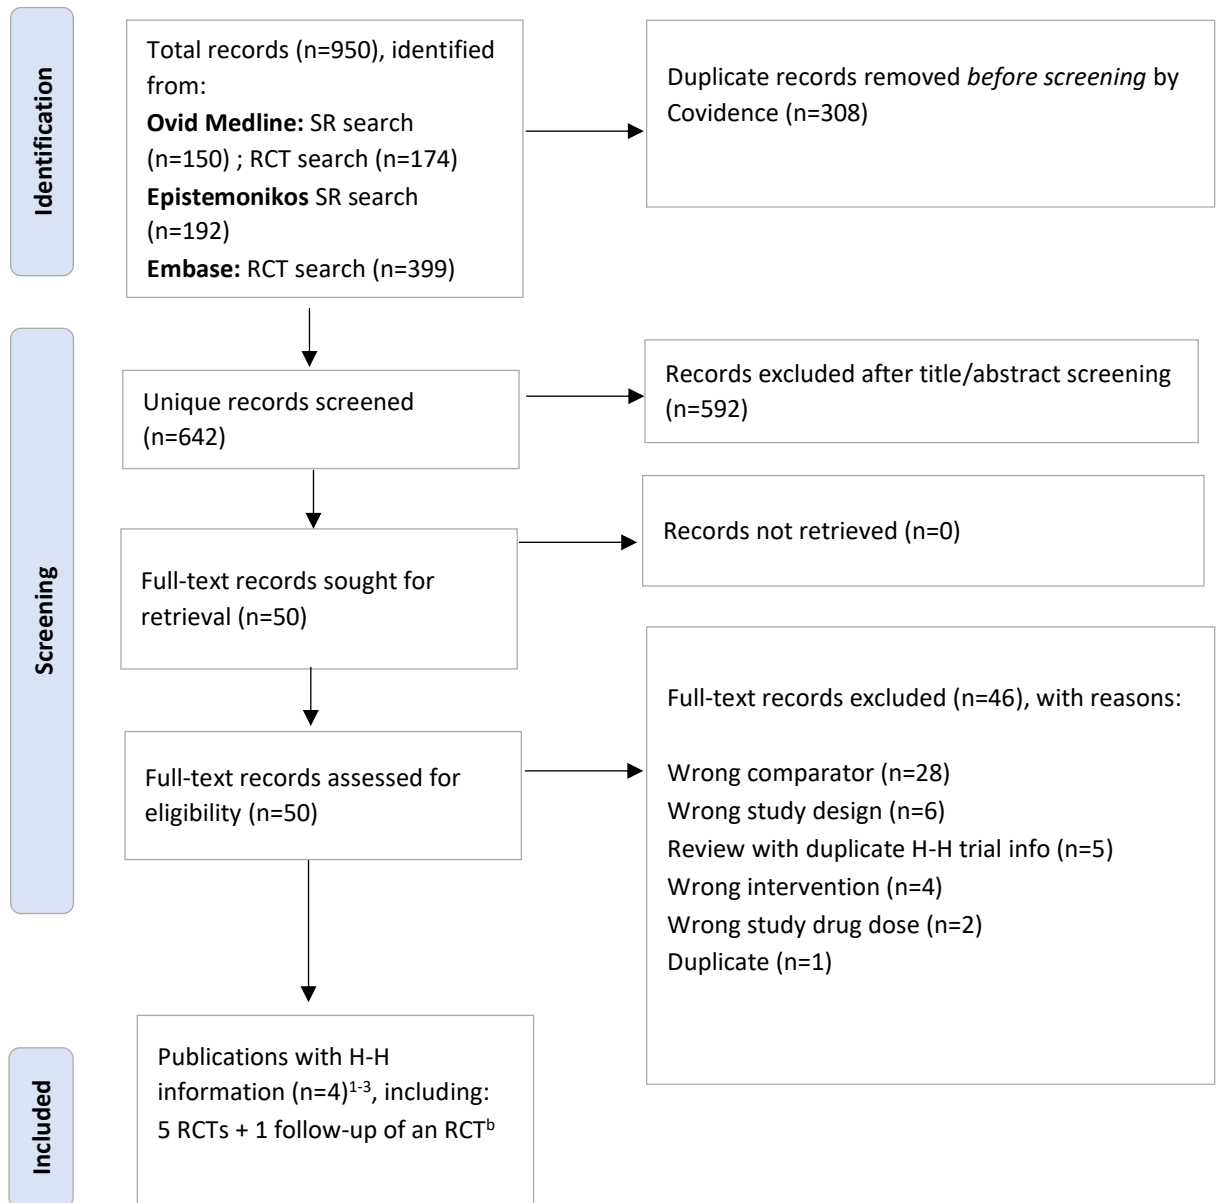 Identification
Total records (n=950), identified
from:
Ovid Medline: SR search
(n=150) ; RCT search (n=174)
Epistemonikos SR search
(n=192)
Embase: RCT search (n=399)
Duplicate records removed before screening by
Covidence (n=308)
Screening
Unique records screened
(n=642)
Records excluded after title/abstract screening
(n=592)
Full-text records sought for
retrieval (n=50)
Records not retrieved (n=0)
Full-text records assessed for
eligibility (n=50)
Full-text records excluded (n=46), with reasons:
Wrong comparator (n=28)
Wrong study design (n=6)
Review with duplicate H-H trial info (n=5)
Wrong intervention (n=4)
Wrong study drug dose (n=2)
Duplicate (n=1)
Included
Publications with H-H
information (n=4)1-3, including:
5 RCTs + 1 follow-up of an RCTb